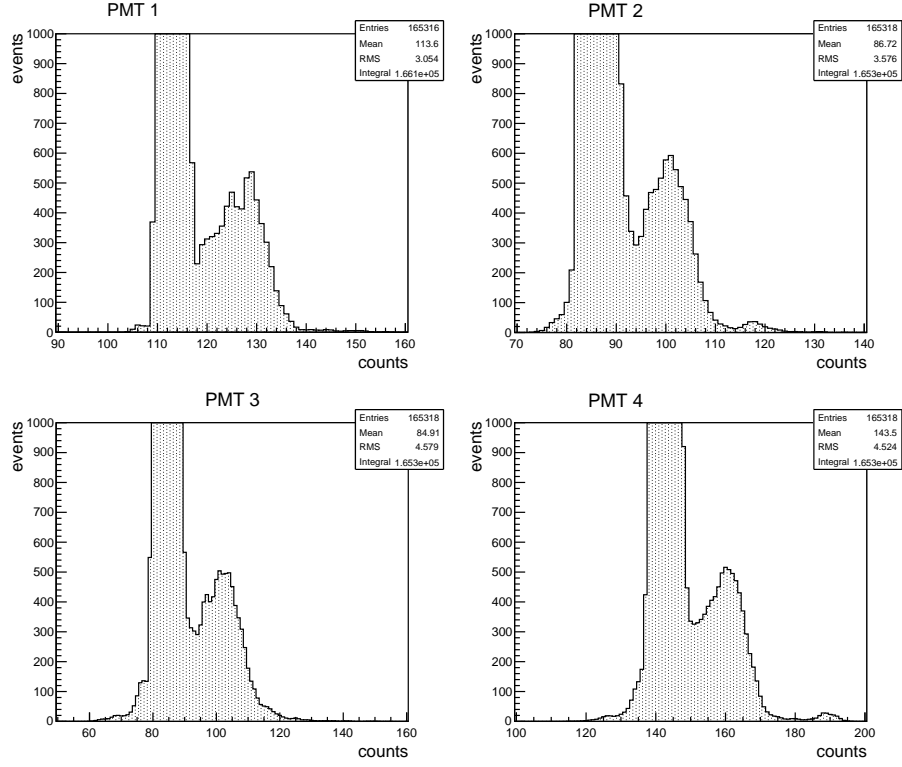 PMT 1
Entries 165316
Mean 113.6
RMS 3.054
Integral 1.661e+05
events
1000
900
800
700
600
500
400
300
200
100
0
90 100 110 120 130 140 150 160
counts
PMT 2
Entries 165318
Mean 86.72
RMS 3.576
Integral 1.653e+05
events
1000
900
800
700
600
500
400
300
200
100
0
70 80 90 100 110 120 130 140
counts
PMT 3
Entries 165318
Mean 84.91
RMS 4.579
Integral 1.653e+05
events
1000
900
800
700
600
500
400
300
200
100
0
60 80 100 120 140 160
counts
PMT 4
Entries 165318
Mean 143.5
RMS 4.524
Integral 1.653e+05
events
1000
900
800
700
600
500
400
300
200
100
0
100 120 140 160 180 200
counts